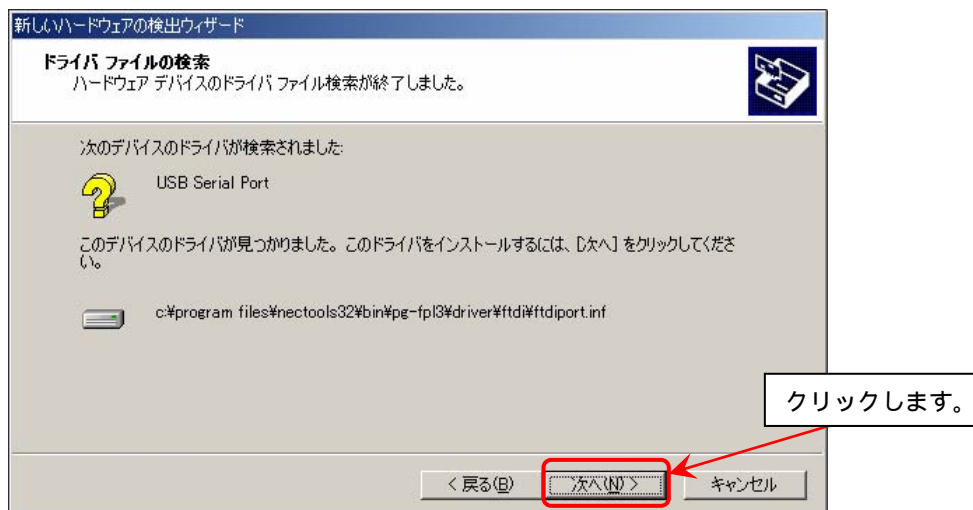 新しいハードウェアの検出ウィザード
ドライバ ファイルの検索
ハードウェア デバイスのドライバ ファイル検索が終了しました。
次のデバイスのドライバが検索されました:
USB Serial Port
このデバイスのドライバが見つかりました。このドライバをインストールするには、[次へ] をクリックしてくださ
い。
c:¥program files¥nectools32¥bin¥pg-fpl3¥driver¥ftdi¥ftdiport.inf
クリックします。
< 戻る(B)
次へ(N) >
キャンセル